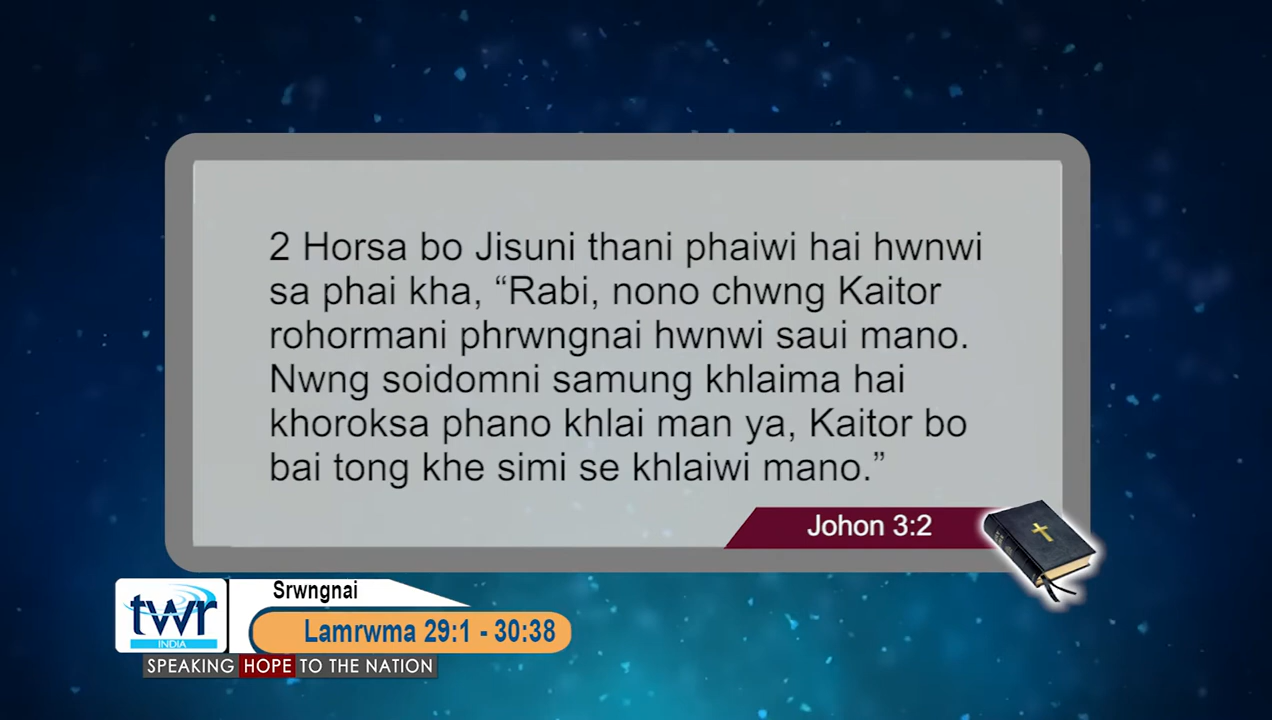 2 Horsa bo Jisuni thani phaiwi hai hwnwi
sa phai kha, “Rabi, nono chwng Kaitor
rohormani phrwngnai hwnwi saui mano.
Nwng soidomni samung khlaima hai
khoroksa phano khlai man ya, Kaitor bo
bai tong khe simi se khlaiwi mano.”
Johon 3:2
twr
INDIA
Srwngnai
Lamrwma 29:1 - 30:38
SPEAKING HOPE TO THE NATION